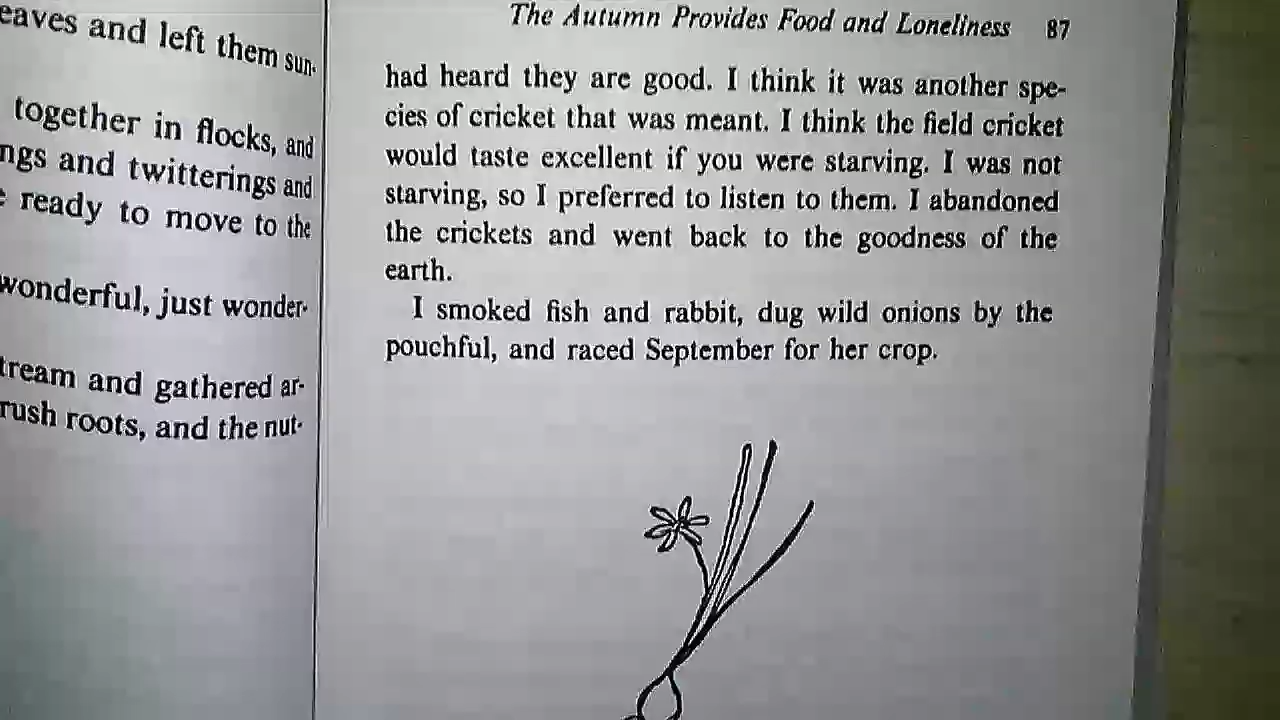 eaves and left them sun-
together in flocks, and
ngs and twitterings and
ready to move to the
wonderful, just wonder-
tream and gathered ar-
rush roots, and the nut-
The Autumn Provides Food and Loneliness 87
had heard they are good. I think it was another spe-
cies of cricket that was meant. I think the field cricket
would taste excellent if you were starving. I was not
starving, so I preferred to listen to them. I abandoned
the crickets and went back to the goodness of the
earth.
I smoked fish and rabbit, dug wild onions by the
pouchful, and raced September for her crop.